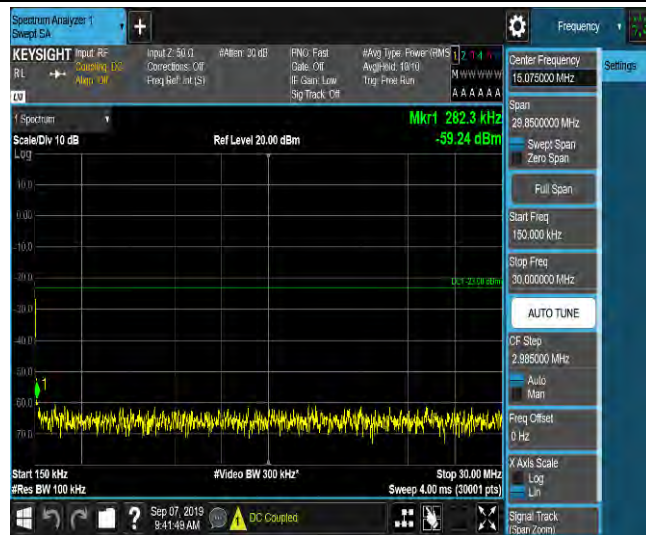 Spectrum Analyzer 1
Swept SA
Frequency
KEYSIGHT
Input: RF
Coupling: DC
Align: Off
RL
Input Z: 50 Ω
Corrections: Off
Freq Ref: Int (S)
#Atten: 30 dB
PNO: Fast
Gate: Off
IF Gain: Low
Sig Track: Off
#Avg Type: Power (RMS
Avg|Hold: 10/10
Trig: Free Run
M W W W W W
A A A A A A
1 Spectrum
Scale/Div 10 dB
Log
Ref Level 20.00 dBm
Mkr1 282.3 kHz
-59.24 dBm
10.0
0.00
-10.0
-20.0
-30.0
-40.0
-50.0
-60.0
-70.0
1
Start 150 kHz
#Res BW 100 kHz
#Video BW 300 kHz*
Stop 30.00 MHz
Sweep 4.00 ms (30001 pts)
Center Frequency
15.075000 MHz
Settings
Span
29.8500000 MHz
Swept Span
Zero Span
Full Span
Start Freq
150.000 kHz
Stop Freq
30.000000 MHz
AUTO TUNE
CF Step
2.985000 MHz
Auto
Man
Freq Offset
0 Hz
X Axis Scale
Log
Lin
Signal Track
(Span Zoom)
Sep 07, 2019
9:41:49 AM
DC Coupled